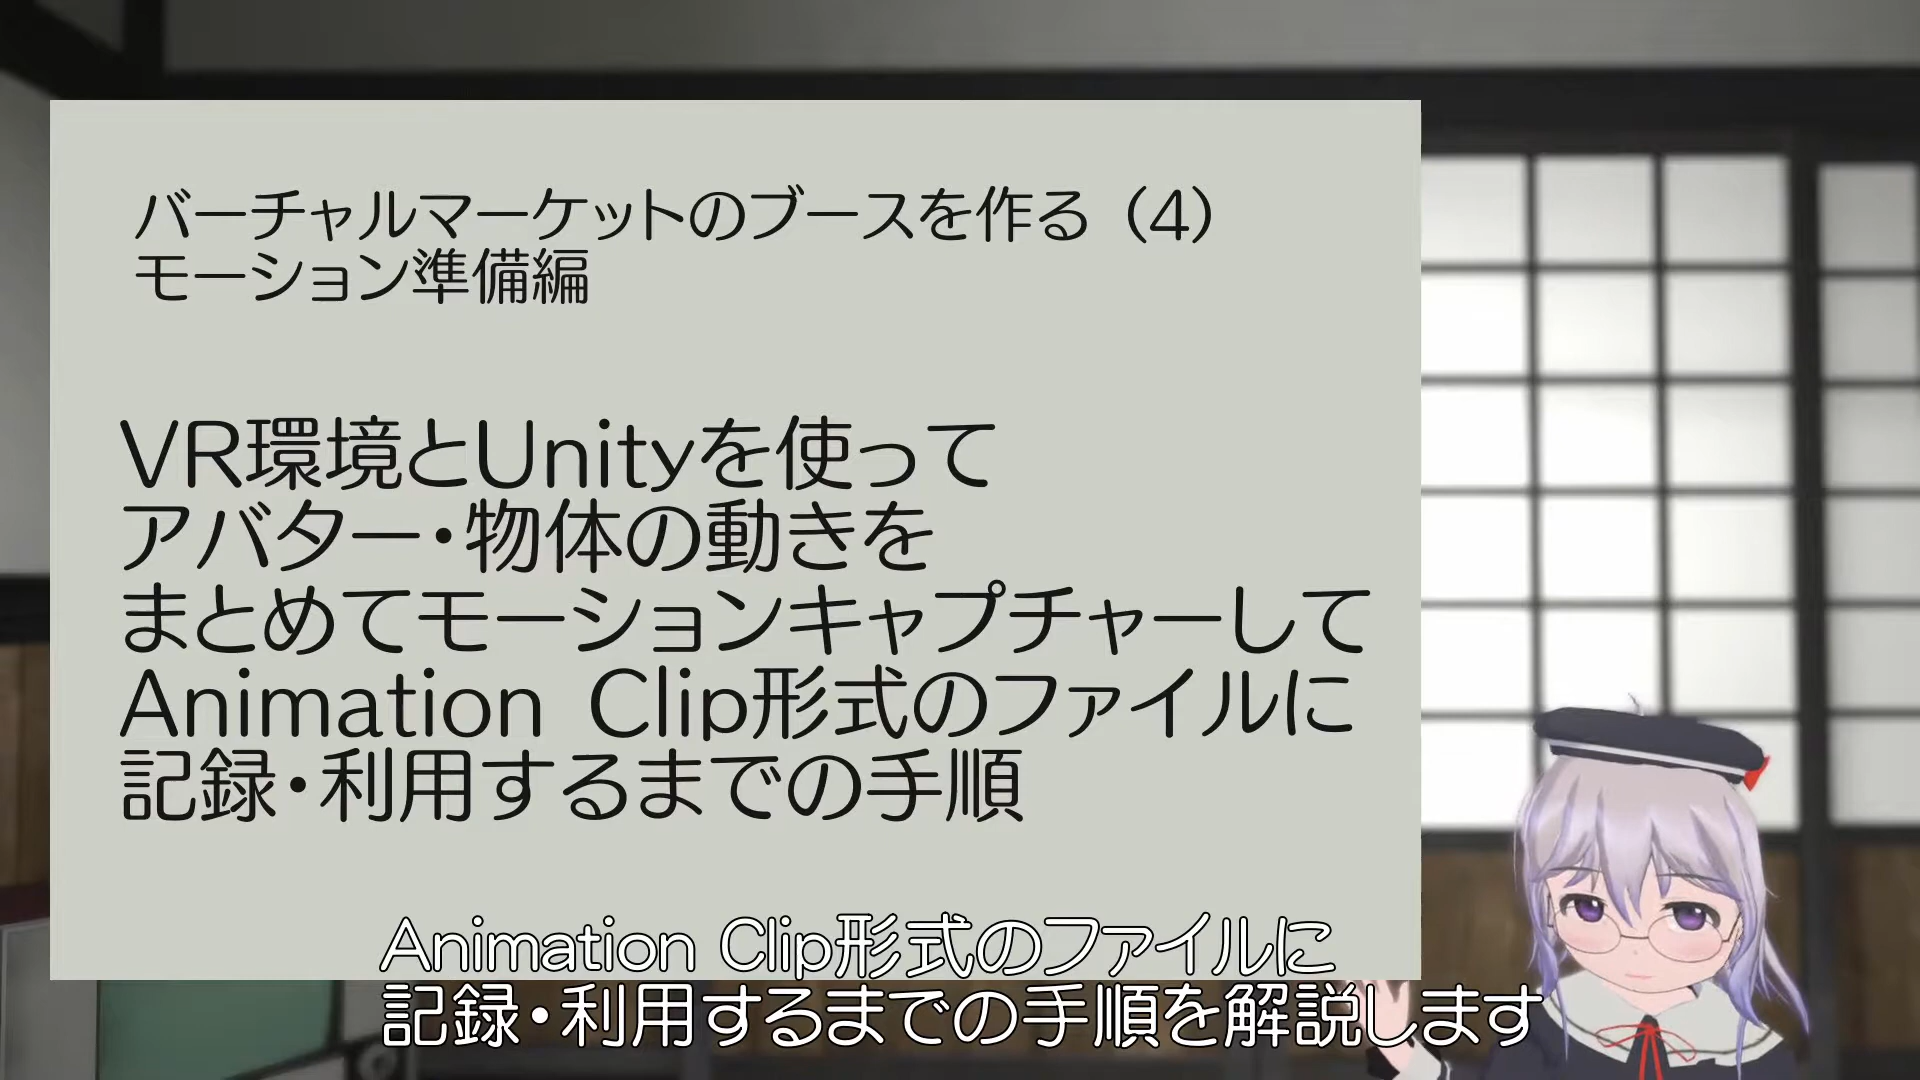 バーチャルマーケットのブースを作る（4）
モーション準備編
VR環境とUnityを使って
アバター・物体の動きを
まとめてモーションキャプチャーして
Animation Clip形式のファイルに
記録・利用するまでの手順
Animation Clip形式のファイルに
記録・利用するまでの手順を解説します